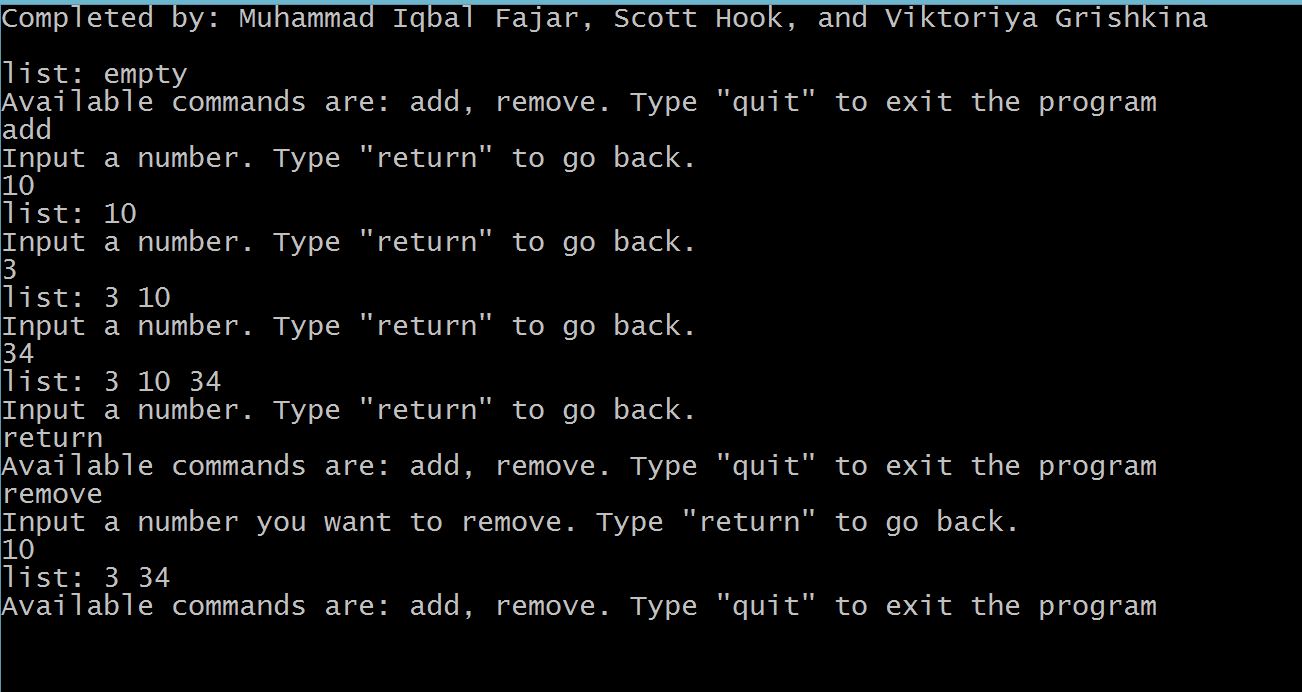 Completed by: Muhammad Iqbal Fajar, Scott Hook, and Viktoriya Grishkina
list: empty
Available commands are: add, remove. Type "quit" to exit the program
add
Input a number. Type "return" to go back.
10
list: 10
Input a number. Type "return" to go back.
3
list: 3 10
Input a number. Type "return" to go back.
34
list: 3 10 34
Input a number. Type "return" to go back.
return
Available commands are: add, remove. Type "quit" to exit the program
remove
Input a number you want to remove. Type "return" to go back.
10
list: 3 34
Available commands are: add, remove. Type "quit" to exit the program